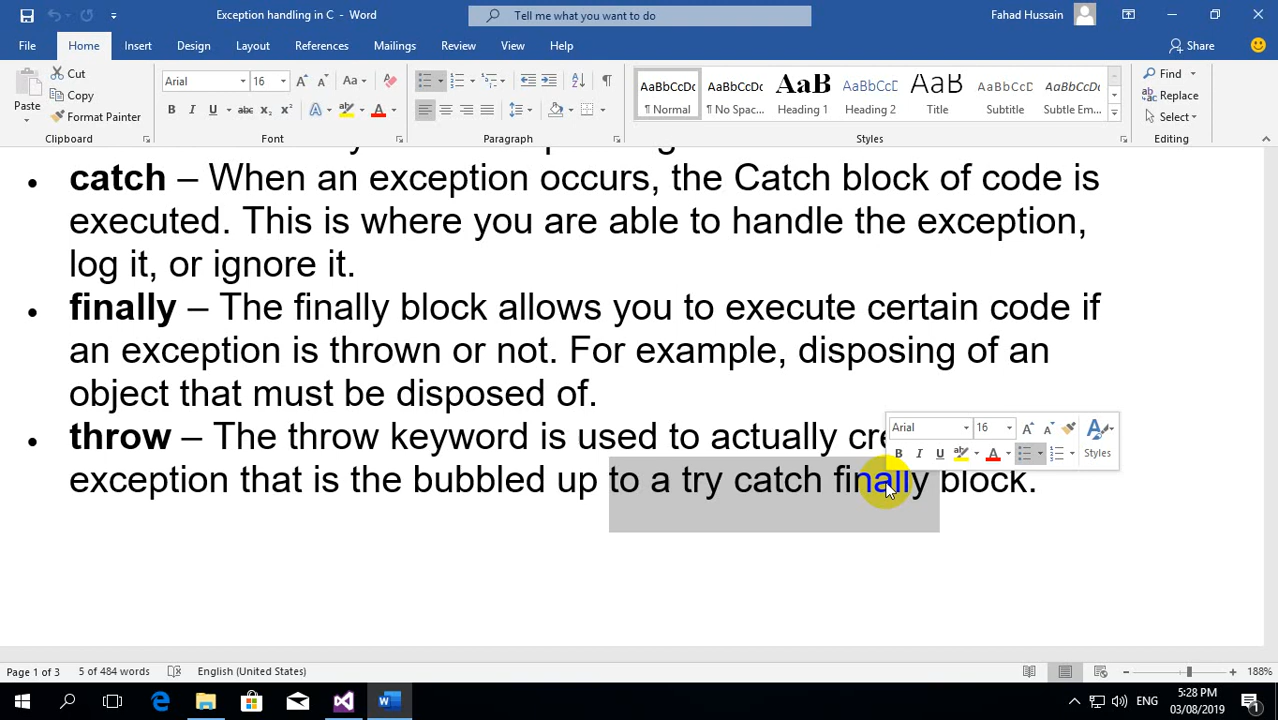 Exception handling in C - Word
Tell me what you want to do
Fahad Hussain
File Home Insert Design Layout References Mailings Review View Help
Share
Paste
Cut
Copy
Format Painter
Clipboard
Arial 16
Font
Paragraph
AaBbCcDc AaBbCcDc AaB AaBbCcDc AaB AaBbCcD AaBbCcDc
¶ Normal ¶ No Spac... Heading 1 Heading 2 Title Subtitle Subtle Em...
Styles
Find
Replace
Select
Editing
• catch – When an exception occurs, the Catch block of code is
executed. This is where you are able to handle the exception,
log it, or ignore it.
• finally – The finally block allows you to execute certain code if
an exception is thrown or not. For example, disposing of an
object that must be disposed of.
Arial 16
Styles
• throw – The throw keyword is used to actually
exception that is the bubbled up to a try catch finally block.
Page 1 of 3 5 of 484 words English (United States) 188%
ENG
5:28 PM
03/08/2019